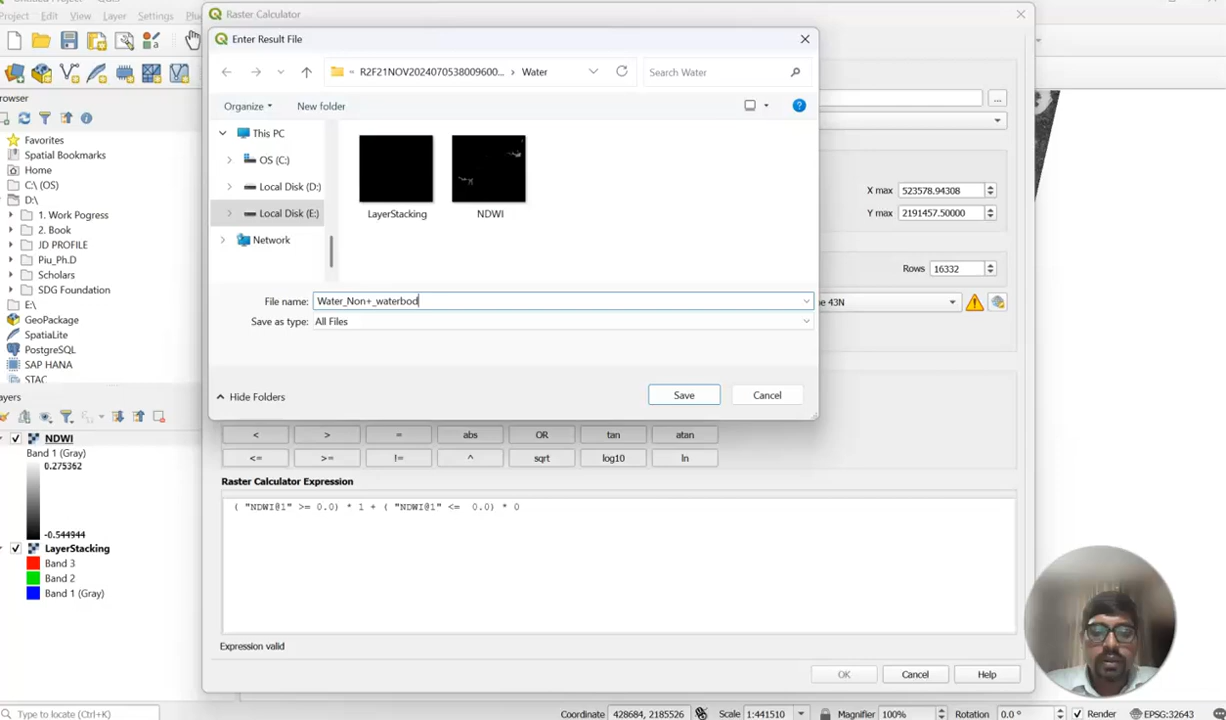 Project Edit View Layer Settings
Raster Calculator
Enter Result File
R2F21NOV2024070538009600... > Water
Search Water
Organize
New folder
This PC
OS (C:)
Local Disk (D:)
Local Disk (E:)
Network
LayerStacking
NDWI
File name: Water_Non+_waterbod
Save as type: All Files
Hide Folders
Save
Cancel
X max 523578.94308
Y max 2191457.50000
Rows 16332
ne 43N
< > = abs OR tan atan
<= >= != ^ sqrt log10 ln
Raster Calculator Expression
( "NDWI@1" >= 0.0) * 1 + ( "NDWI@1" <= 0.0) * 0
Expression valid
OK
Cancel
Help
rowser
Favorites
Spatial Bookmarks
Home
C:\ (OS)
D:\
1. Work Pogress
2. Book
JD PROFILE
Piu_Ph.D
Scholars
SDG Foundation
E:\
GeoPackage
SpatiaLite
PostgreSQL
SAP HANA
STAC
ayers
NDWI
Band 1 (Gray)
0.275362
-0.544944
LayerStacking
Band 3
Band 2
Band 1 (Gray)
Type to locate (Ctrl+K)
Coordinate 428684, 2185526
Scale 1:441510
Magnifier 100%
Rotation 0.0 °
Render
EPSG:32643